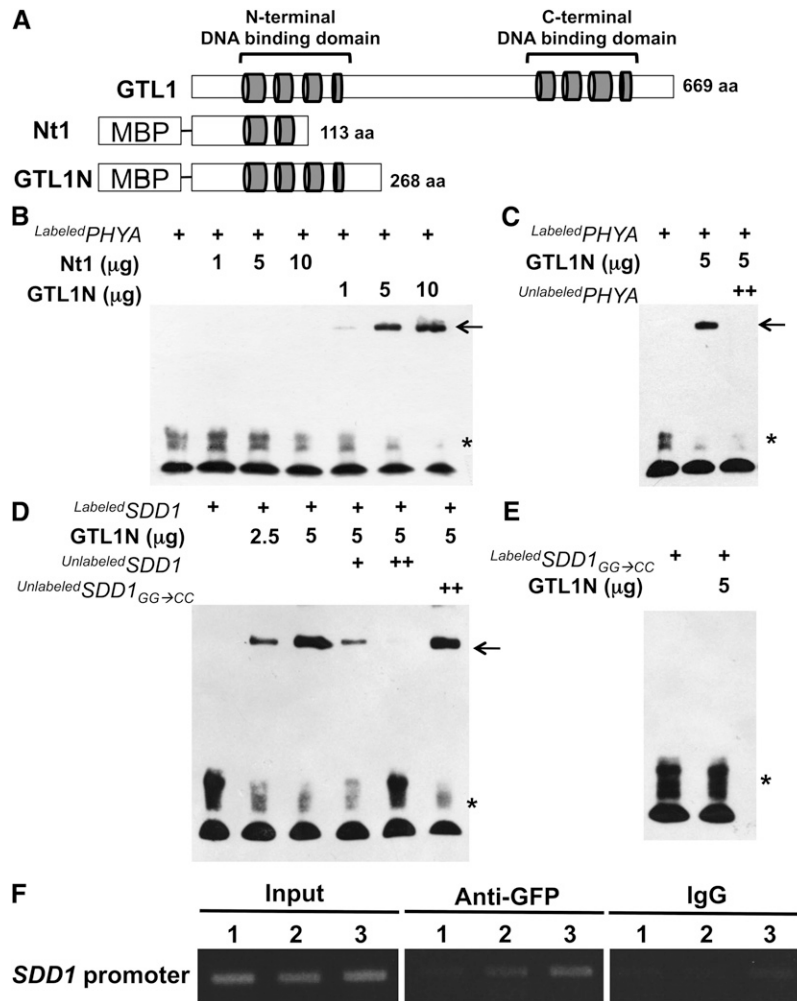 A
N-terminal
DNA binding domain
C-terminal
DNA binding domain
GTL1
669 aa
Nt1
MBP
113 aa
GTL1N
MBP
268 aa
B
LabeledPHYA + + + + + + +
Nt1 (μg) 1 5 10
GTL1N (μg) 1 5 10
←
*
C
LabeledPHYA + + +
GTL1N (μg) 5 5
UnlabeledPHYA ++
←
*
D
LabeledSDD1 + + + + + +
GTL1N (μg) 2.5 5 5 5 5
UnlabeledSDD1 + ++
UnlabeledSDD1GG→CC ++
←
*
E
LabeledSDD1GG→CC + +
GTL1N (μg) 5
*
F
Input Anti-GFP IgG
1 2 3 1 2 3 1 2 3
SDD1 promoter